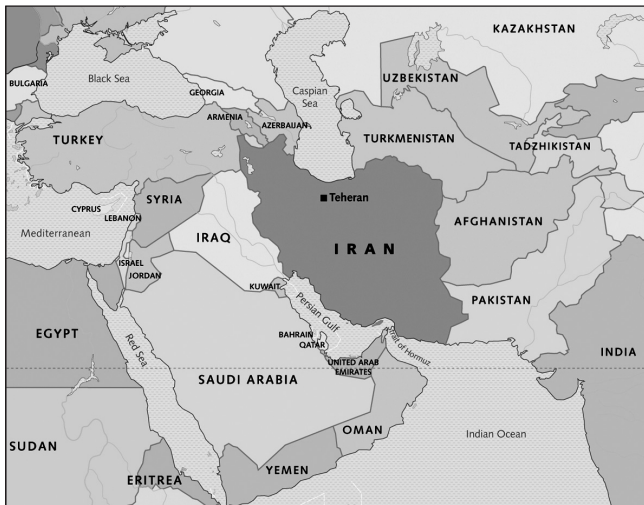 KAZAKHSTAN
UZBEKISTAN
Black Sea
Caspian
Sea
BULGARIA
GEORGIA
ARMENIA
AZERBAIJAN
TURKEY
TURKMENISTAN
TADZHIKISTAN
Teheran
SYRIA
CYPRUS
LEBANON
AFGHANISTAN
Mediterranean
IRAQ
IRAN
ISRAEL
JORDAN
KUWAIT
PAKISTAN
Persian Gulf
EGYPT
Red Sea
BAHRAIN
QATAR
Strait of Hormuz
INDIA
UNITED ARAB
EMIRATES
SAUDI ARABIA
OMAN
Indian Ocean
SUDAN
YEMEN
ERITREA